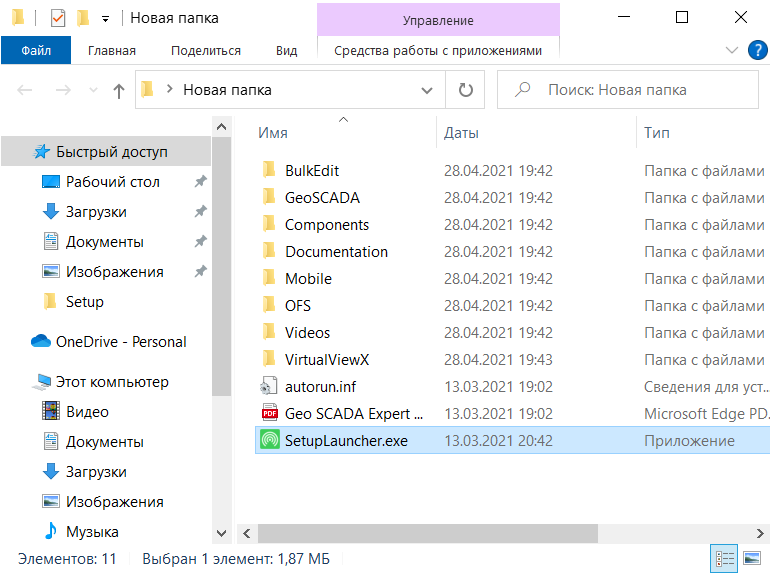 Новая папка
Управление
Файл Главная Поделиться Вид Средства работы с приложениями
Новая папка Поиск: Новая папка
Имя Даты Тип
Быстрый доступ
Рабочий стол
Загрузки
Документы
Изображения
Setup
OneDrive - Personal
Этот компьютер
Видео
Документы
Загрузки
Изображения
Музыка
BulkEdit 28.04.2021 19:42 Папка с файлами
GeoSCADA 28.04.2021 19:42 Папка с файлами
Components 28.04.2021 19:42 Папка с файлами
Documentation 28.04.2021 19:42 Папка с файлами
Mobile 28.04.2021 19:42 Папка с файлами
OFS 28.04.2021 19:42 Папка с файлами
Videos 28.04.2021 19:42 Папка с файлами
VirtualViewX 28.04.2021 19:43 Папка с файлами
autorun.inf 13.03.2021 19:02 Сведения для уст...
PDF Geo SCADA Expert ... 13.03.2021 19:02 Microsoft Edge PD...
SetupLauncher.exe 13.03.2021 20:42 Приложение
Элементов: 11 Выбран 1 элемент: 1,87 МБ